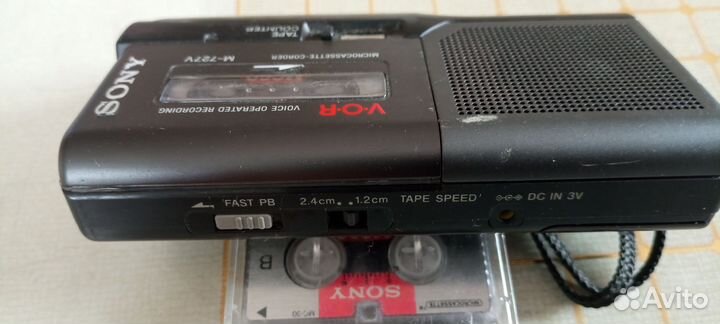 TAPE
COUNTER
MICROCASSETTE-CORDER
M-727V
SONY
VOICE OPERATED RECORDING
V·O·R
FAST PB
2.4cm 1.2cm TAPE SPEED
DC IN 3V
B
SONY
MICROCASSETTE
MC-30
Avito